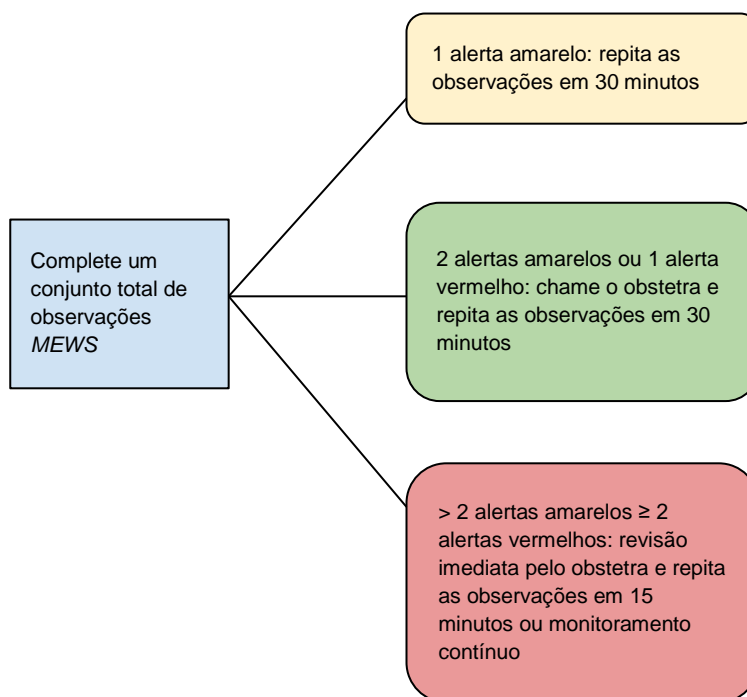 1 alerta amarelo: repita as
observações em 30 minutos
Complete um
conjunto total de
observações
MEWS
2 alertas amarelos ou 1 alerta
vermelho: chame o obstetra e
repita as observações em 30
minutos
> 2 alertas amarelos ≥ 2
alertas vermelhos: revisão
imediata pelo obstetra e repita
as observações em 15
minutos ou monitoramento
contínuo